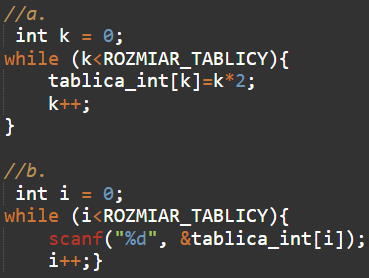 //a.
int k = 0;
while (k<ROZMIAR_TABLICY){
    tablica_int[k]=k*2;
    k++;
}

//b.
int i = 0;
while (i<ROZMIAR_TABLICY){
    scanf("%d", &tablica_int[i]);
    i++;}